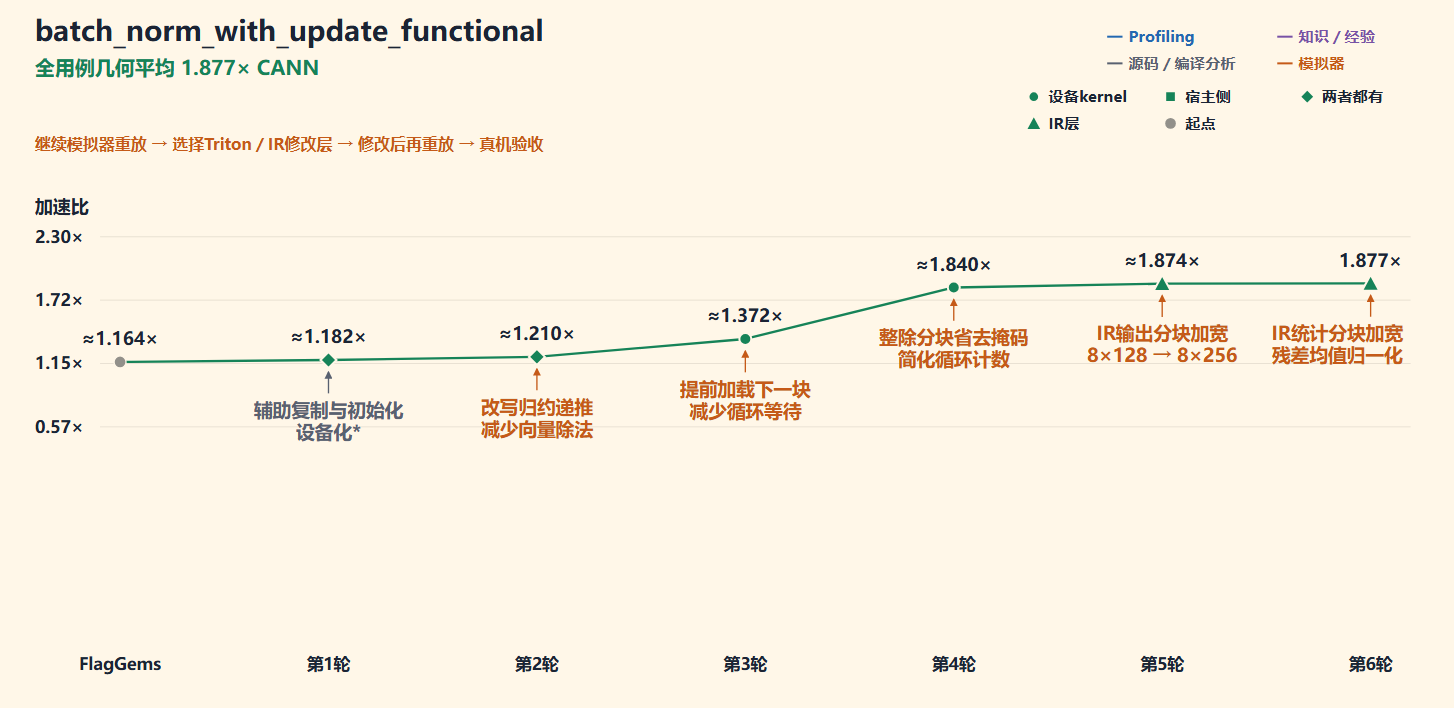 batch_norm_with_update_functional
全用例几何平均 1.877× CANN
Profiling
知识 / 经验
源码 / 编译分析
模拟器
设备kernel
宿主侧
两者都有
IR层
起点
继续模拟器重放 → 选择Triton / IR修改层 → 修改后再重放 → 真机验收
加速比
2.30×
1.72×
1.15×
0.57×
≈1.164×
≈1.182×
≈1.210×
≈1.372×
≈1.840×
≈1.874×
1.877×
辅助复制与初始化
设备化*
改写归约递推
减少向量除法
提前加载下一块
减少循环等待
整除分块省去掩码
简化循环计数
IR输出分块加宽
8×128 → 8×256
IR统计分块加宽
残差均值归一化
FlagGems
第1轮
第2轮
第3轮
第4轮
第5轮
第6轮